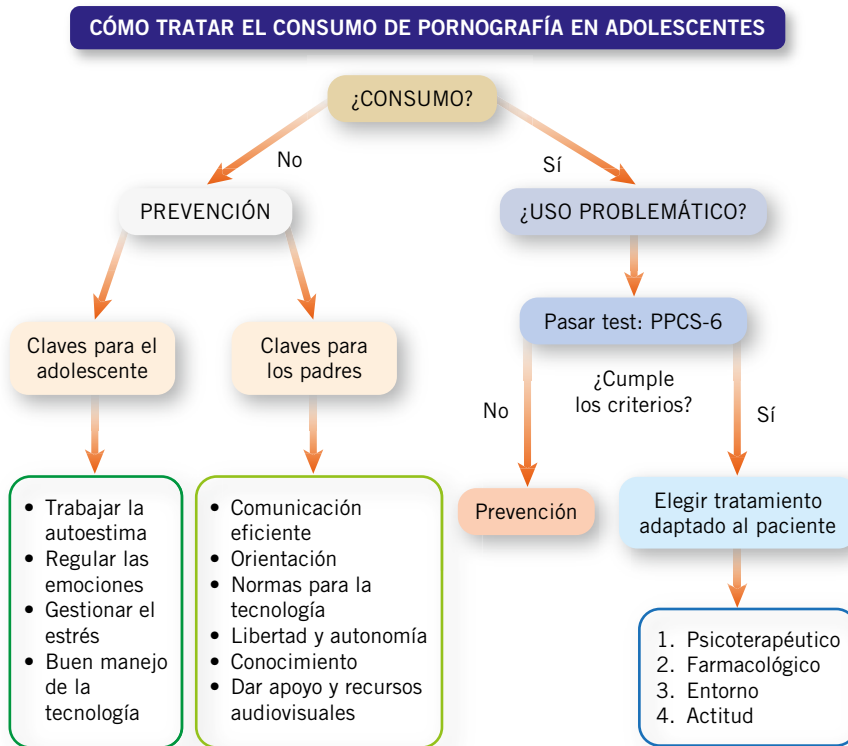 CÓMO TRATAR EL CONSUMO DE PORNOGRAFÍA EN ADOLESCENTES
¿CONSUMO?
No
Sí
PREVENCIÓN
¿USO PROBLEMÁTICO?
Claves para el
adolescente
Claves para
los padres
Pasar test: PPCS-6
¿Cumple
los criterios?
No
Sí
• Trabajar la
autoestima
• Regular las
emociones
• Gestionar el
estrés
• Buen manejo
de la
tecnología
• Comunicación
eficiente
• Orientación
• Normas para la
tecnología
• Libertad y autonomía
• Conocimiento
• Dar apoyo y recursos
audiovisuales
Prevención
Elegir tratamiento
adaptado al paciente
1. Psicoterapéutico
2. Farmacológico
3. Entorno
4. Actitud